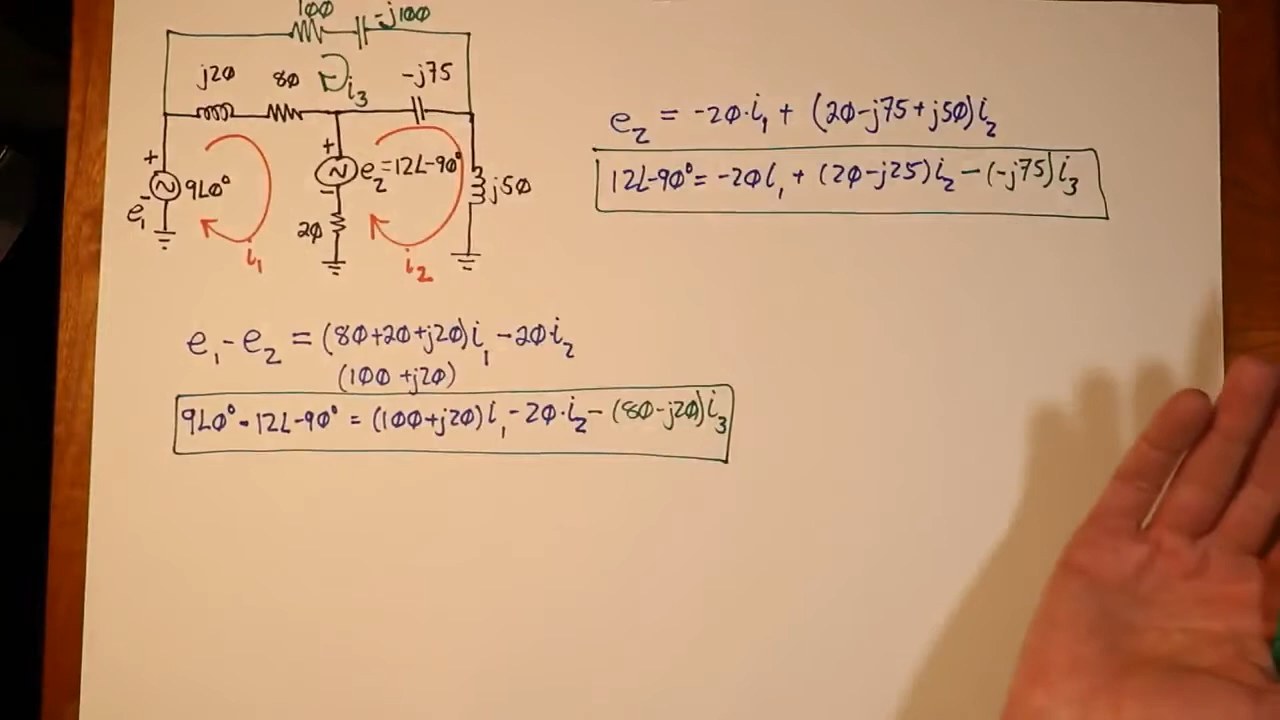 100 -j100
j20 80 i₃ -j75
+ 9∠0° - e₁
+ e₂=12∠-90° -
20
j50
i₁ i₂
e₂ = -20·i₁ + (20-j75+j50)i₂
12∠-90° = -20i₁ + (20-j25)i₂ - (-j75)i₃
e₁-e₂ = (80+20+j20)i₁ -20·i₂
(100+j20)
9∠0° - 12∠-90° = (100+j20)i₁ - 20·i₂ - (80-j20)i₃